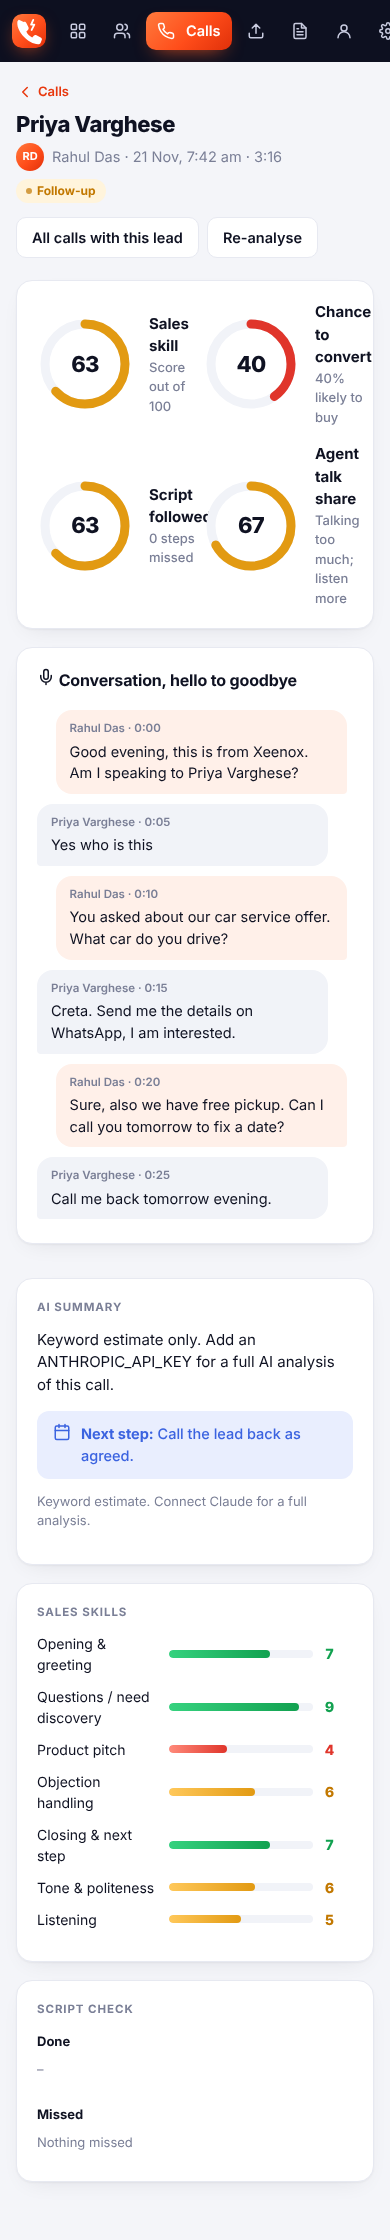 Calls
Calls
Priya Varghese
RD Rahul Das · 21 Nov, 7:42 am · 3:16
Follow-up
All calls with this lead
Re-analyse
63
Sales
skill
Score
out of
100
40
Chance
to
convert
40%
likely to
buy
63
Script
followed
0 steps
missed
67
Agent
talk
share
Talking
too
much;
listen
more
Conversation, hello to goodbye
Rahul Das · 0:00
Good evening, this is from Xeenox.
Am I speaking to Priya Varghese?
Priya Varghese · 0:05
Yes who is this
Rahul Das · 0:10
You asked about our car service offer.
What car do you drive?
Priya Varghese · 0:15
Creta. Send me the details on
WhatsApp, I am interested.
Rahul Das · 0:20
Sure, also we have free pickup. Can I
call you tomorrow to fix a date?
Priya Varghese · 0:25
Call me back tomorrow evening.
AI SUMMARY
Keyword estimate only. Add an
ANTHROPIC_API_KEY for a full AI analysis
of this call.
Next step: Call the lead back as
agreed.
Keyword estimate. Connect Claude for a full
analysis.
SALES SKILLS
Opening &
greeting
7
Questions / need
discovery
9
Product pitch 4
Objection
handling
6
Closing & next
step
7
Tone & politeness 6
Listening 5
SCRIPT CHECK
Done
–
Missed
Nothing missed